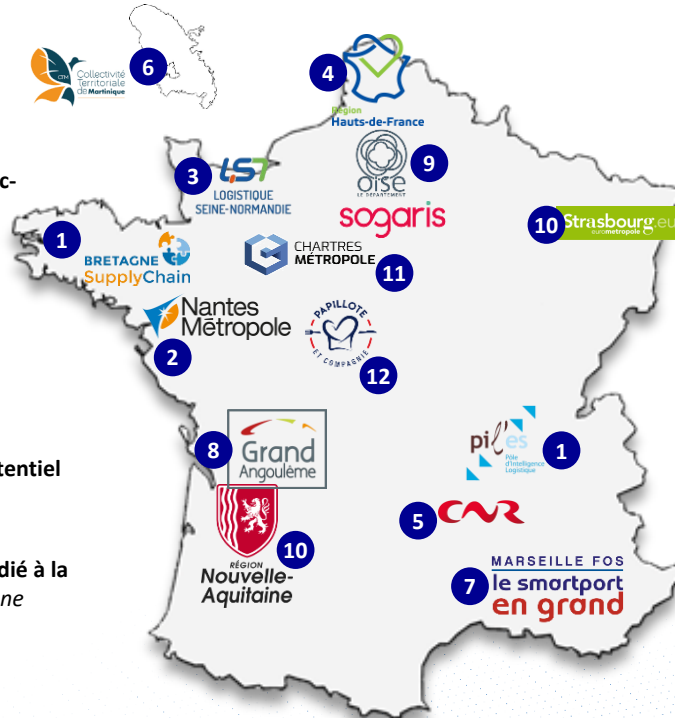 CTM
Collectivité
Territoriale
de Martinique
6
4
Région
Hauts-de-France
c-
3
LS7
LOGISTIQUE
SEINE-NORMANDIE
oise
LE DÉPARTEMENT
9
sogaris
10
Strasbourg.eu
eurométropole
1
BRETAGNE
SupplyChain
CHARTRES
MÉTROPOLE
11
Nantes
Métropole
2
PAPILLOTE
ET COMPAGNIE
12
8
Grand
Angoulême
pil'es
Pôle
d'Intelligence
Logistique
1
tentiel
RÉGION
Nouvelle-
Aquitaine
10
5
CNR
dié à la
ne
7
MARSEILLE FOS
le smartport
en grand